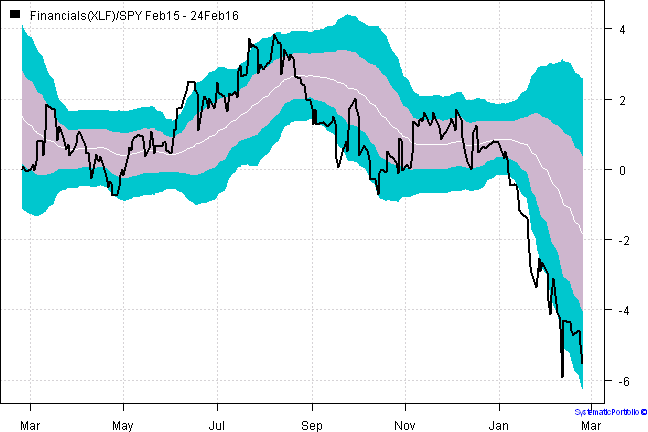 Financials(XLF)/SPY Feb15 - 24Feb16
4
2
0
-2
-4
-6
Mar May Jul Sep Nov Jan Mar
SystematicPortfolio ©